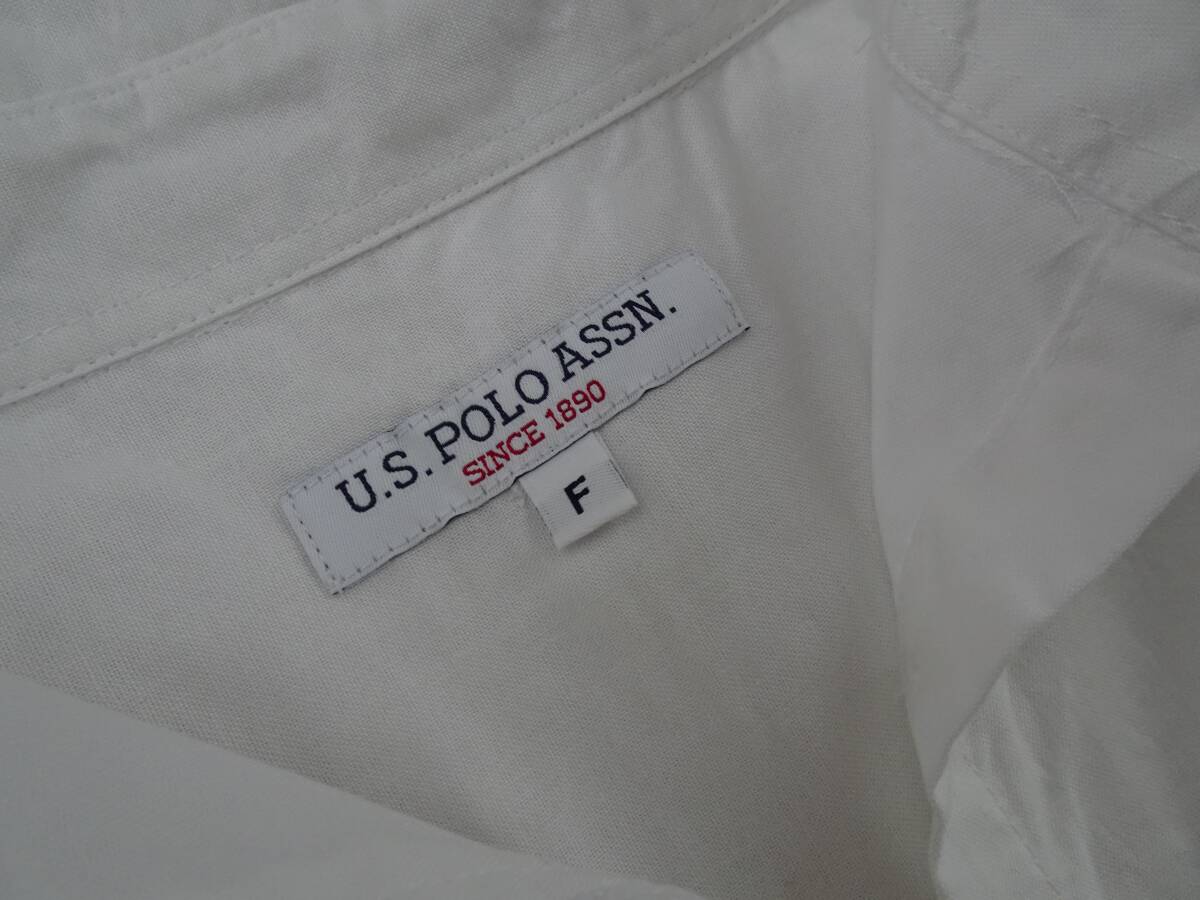 U.S. POLO ASSN.
SINCE 1890
F